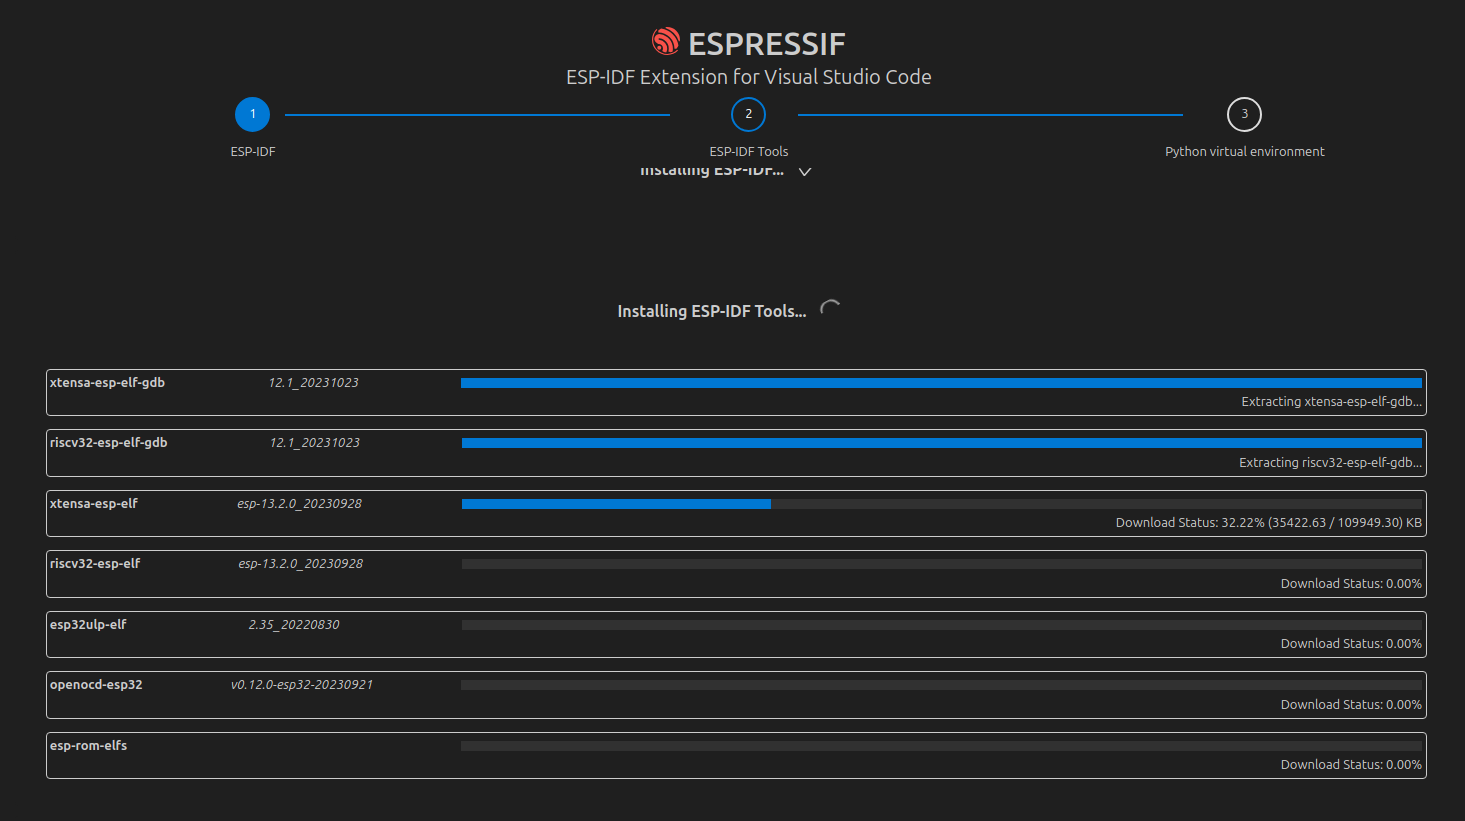 ESPRESSIF
ESP-IDF Extension for Visual Studio Code
1 2 3
ESP-IDF ESP-IDF Tools Python virtual environment
Installing ESP-IDF...
Installing ESP-IDF Tools...
xtensa-esp-elf-gdb 12.1_20231023
Extracting xtensa-esp-elf-gdb...
riscv32-esp-elf-gdb 12.1_20231023
Extracting riscv32-esp-elf-gdb...
xtensa-esp-elf esp-13.2.0_20230928
Download Status: 32.22% (35422.63 / 109949.30) KB
riscv32-esp-elf esp-13.2.0_20230928
Download Status: 0.00%
esp32ulp-elf 2.35_20220830
Download Status: 0.00%
openocd-esp32 v0.12.0-esp32-20230921
Download Status: 0.00%
esp-rom-elfs
Download Status: 0.00%